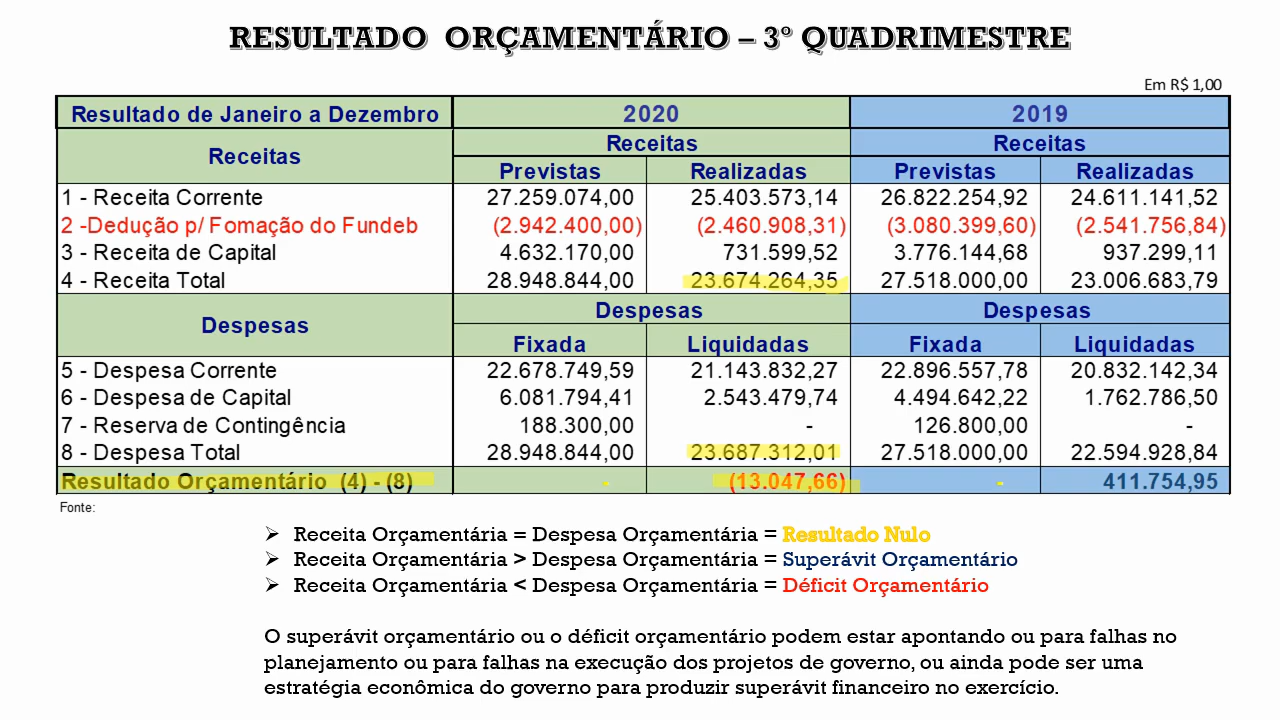 RESULTADO ORÇAMENTÁRIO – 3º QUADRIMESTRE
Em R$ 1,00
Resultado de Janeiro a Dezembro 2020 2019
Receitas Receitas Receitas
Previstas Realizadas Previstas Realizadas
1 - Receita Corrente 27.259.074,00 25.403.573,14 26.822.254,92 24.611.141,52
2 -Dedução p/ Fomação do Fundeb (2.942.400,00) (2.460.908,31) (3.080.399,60) (2.541.756,84)
3 - Receita de Capital 4.632.170,00 731.599,52 3.776.144,68 937.299,11
4 - Receita Total 28.948.844,00 23.674.264,35 27.518.000,00 23.006.683,79
Despesas Despesas Despesas
Fixada Liquidadas Fixada Liquidadas
5 - Despesa Corrente 22.678.749,59 21.143.832,27 22.896.557,78 20.832.142,34
6 - Despesa de Capital 6.081.794,41 2.543.479,74 4.494.642,22 1.762.786,50
7 - Reserva de Contingência 188.300,00 - 126.800,00 -
8 - Despesa Total 28.948.844,00 23.687.312,01 27.518.000,00 22.594.928,84
Resultado Orçamentário (4) - (8) - (13.047,66) - 411.754,95
Fonte:
➢ Receita Orçamentária = Despesa Orçamentária = Resultado Nulo
➢ Receita Orçamentária > Despesa Orçamentária = Superávit Orçamentário
➢ Receita Orçamentária < Despesa Orçamentária = Déficit Orçamentário
O superávit orçamentário ou o déficit orçamentário podem estar apontando ou para falhas no
planejamento ou para falhas na execução dos projetos de governo, ou ainda pode ser uma
estratégia econômica do governo para produzir superávit financeiro no exercício.